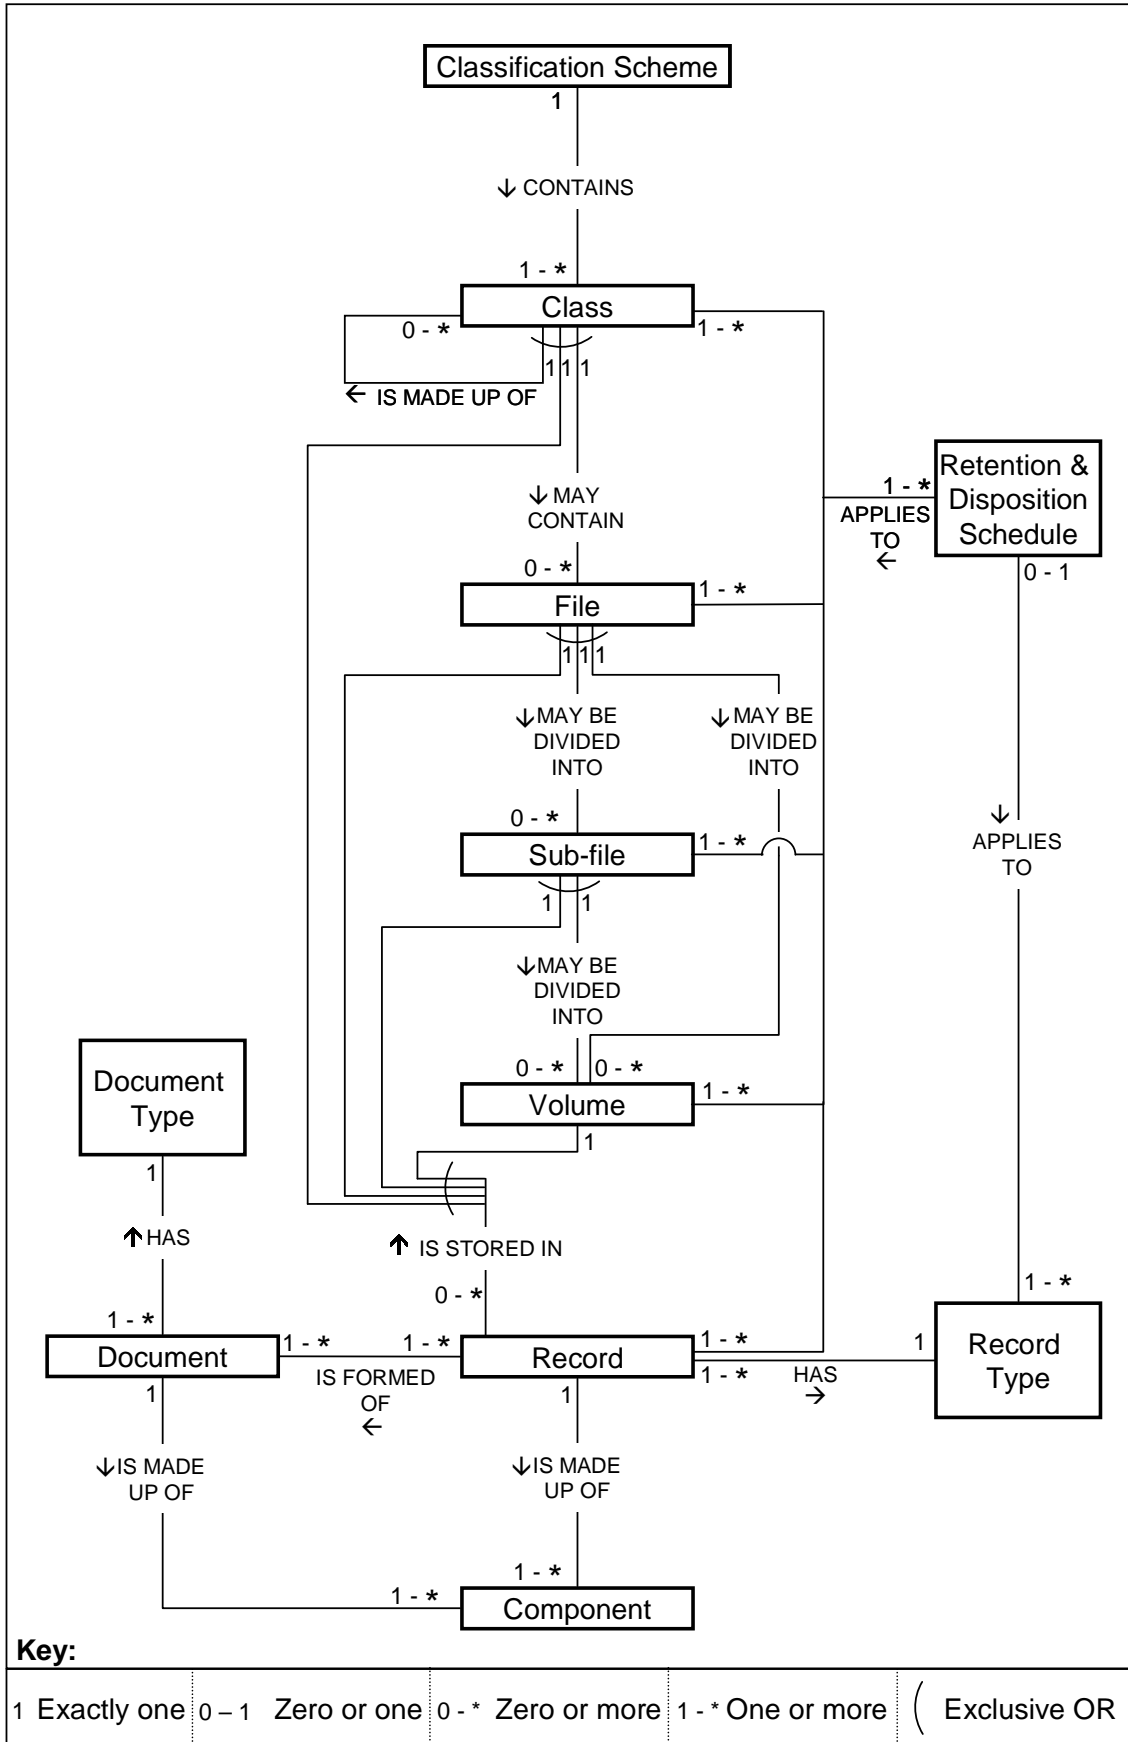 Classification Scheme
1
↓ CONTAINS
1 - *
Class
0 - *
1 - *
1 1 1
← IS MADE UP OF
Retention &
Disposition
Schedule
1 - *
APPLIES
TO
←
0 - 1
↓ MAY
CONTAIN
0 - *
File
1 - *
1 1 1
↓ MAY BE
DIVIDED
INTO
↓ MAY BE
DIVIDED
INTO
0 - *
Sub-file
1 - *
1 1
↓
APPLIES
TO
↓ MAY BE
DIVIDED
INTO
0 - * 0 - *
Volume
1 - *
1
Document
Type
1
↑ HAS
↑ IS STORED IN
0 - *
1 - *
1 - *
Document
1 - * 1 - *
IS FORMED
OF
←
Record
1 - *
1 - *
HAS
→
1
Record
Type
1
1
↓ IS MADE
UP OF
↓ IS MADE
UP OF
1 - *
1 - *
Component
Key:
1 Exactly one 0 – 1 Zero or one 0 - * Zero or more 1 - * One or more ( Exclusive OR